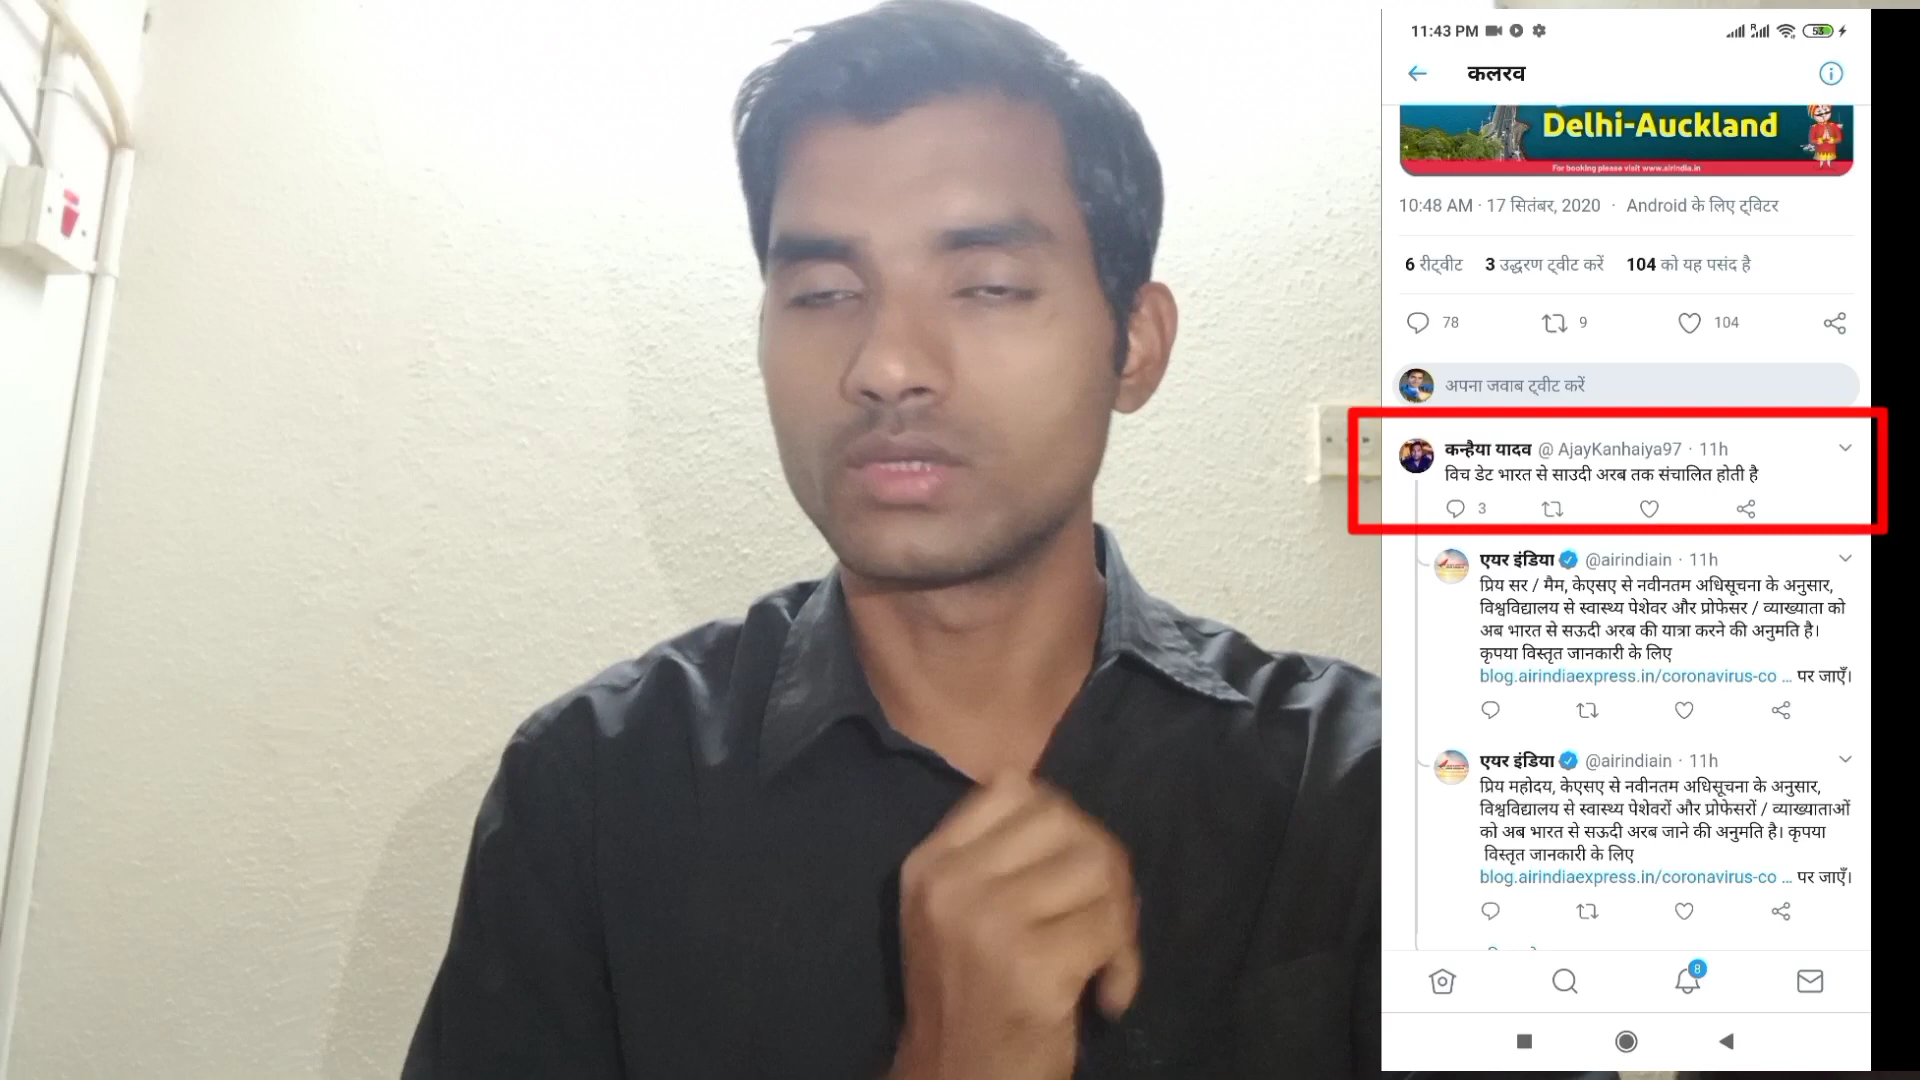 11:43 PM
53
कलरव
Delhi-Auckland
For booking please visit www.airindia.in
10:48 AM · 17 सितंबर, 2020 · Android के लिए ट्विटर
6 रीट्वीट 3 उद्धरण ट्वीट करें 104 को यह पसंद है
78 9 104
अपना जवाब ट्वीट करें
कन्हैया यादव @ AjayKanhaiya97 · 11h
विच डेट भारत से साउदी अरब तक संचालित होती है
3
एयर इंडिया @airindiain · 11h
प्रिय सर / मैम, केएसए से नवीनतम अधिसूचना के अनुसार,
विश्वविद्यालय से स्वास्थ्य पेशेवर और प्रोफेसर / व्याख्याता को
अब भारत से सऊदी अरब की यात्रा करने की अनुमति है।
कृपया विस्तृत जानकारी के लिए
blog.airindiaexpress.in/coronavirus-co ... पर जाएँ।
एयर इंडिया @airindiain · 11h
प्रिय महोदय, केएसए से नवीनतम अधिसूचना के अनुसार,
विश्वविद्यालय से स्वास्थ्य पेशेवरों और प्रोफेसरों / व्याख्याताओं
को अब भारत से सऊदी अरब जाने की अनुमति है। कृपया
विस्तृत जानकारी के लिए
blog.airindiaexpress.in/coronavirus-co ... पर जाएँ।
8